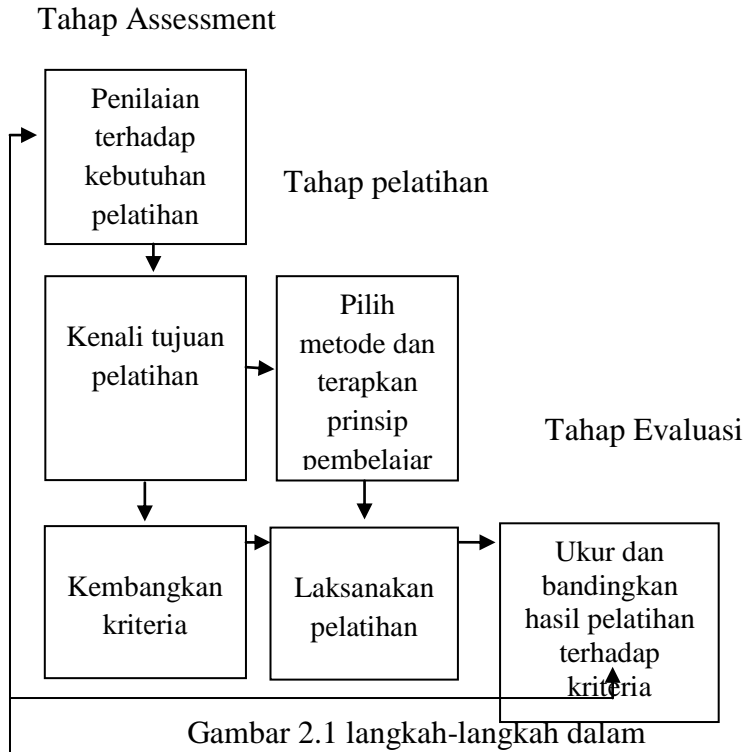 Tahap Assessment
Penilaian
terhadap
kebutuhan
pelatihan
Tahap pelatihan
Kenali tujuan
pelatihan
Pilih
metode dan
terapkan
prinsip
pembelajar
Tahap Evaluasi
Kembangkan
kriteria
Laksanakan
pelatihan
Ukur dan
bandingkan
hasil pelatihan
terhadap
kriteria
Gambar 2.1 langkah-langkah dalam